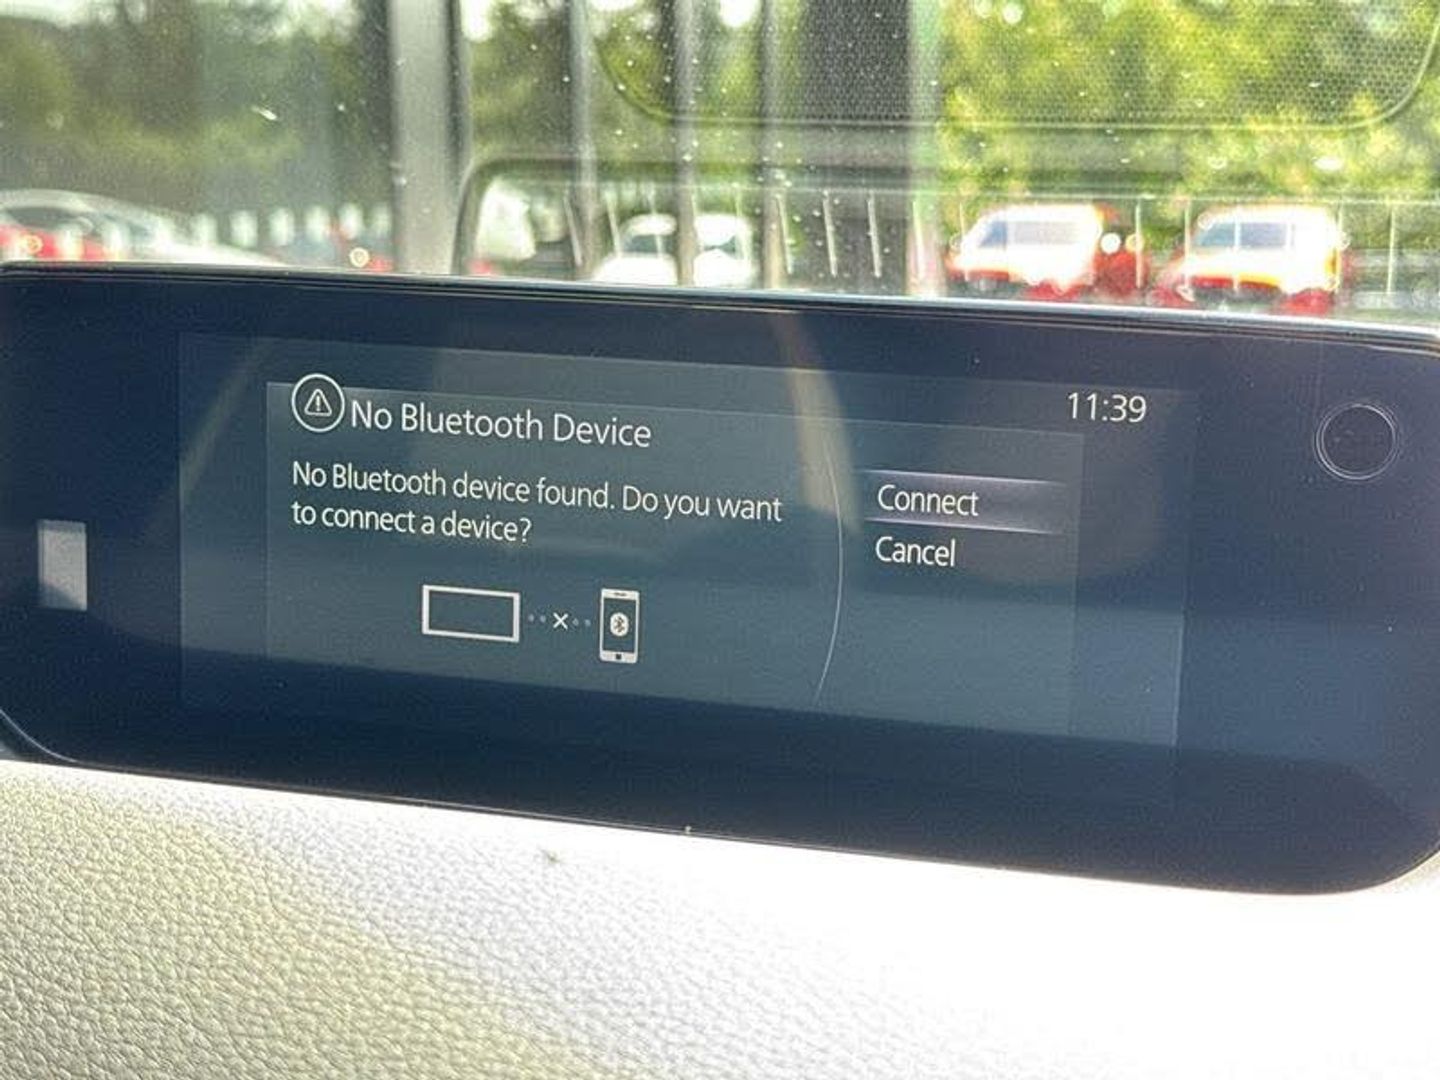 11:39
No Bluetooth Device
No Bluetooth device found. Do you want
to connect a device?
Connect
Cancel